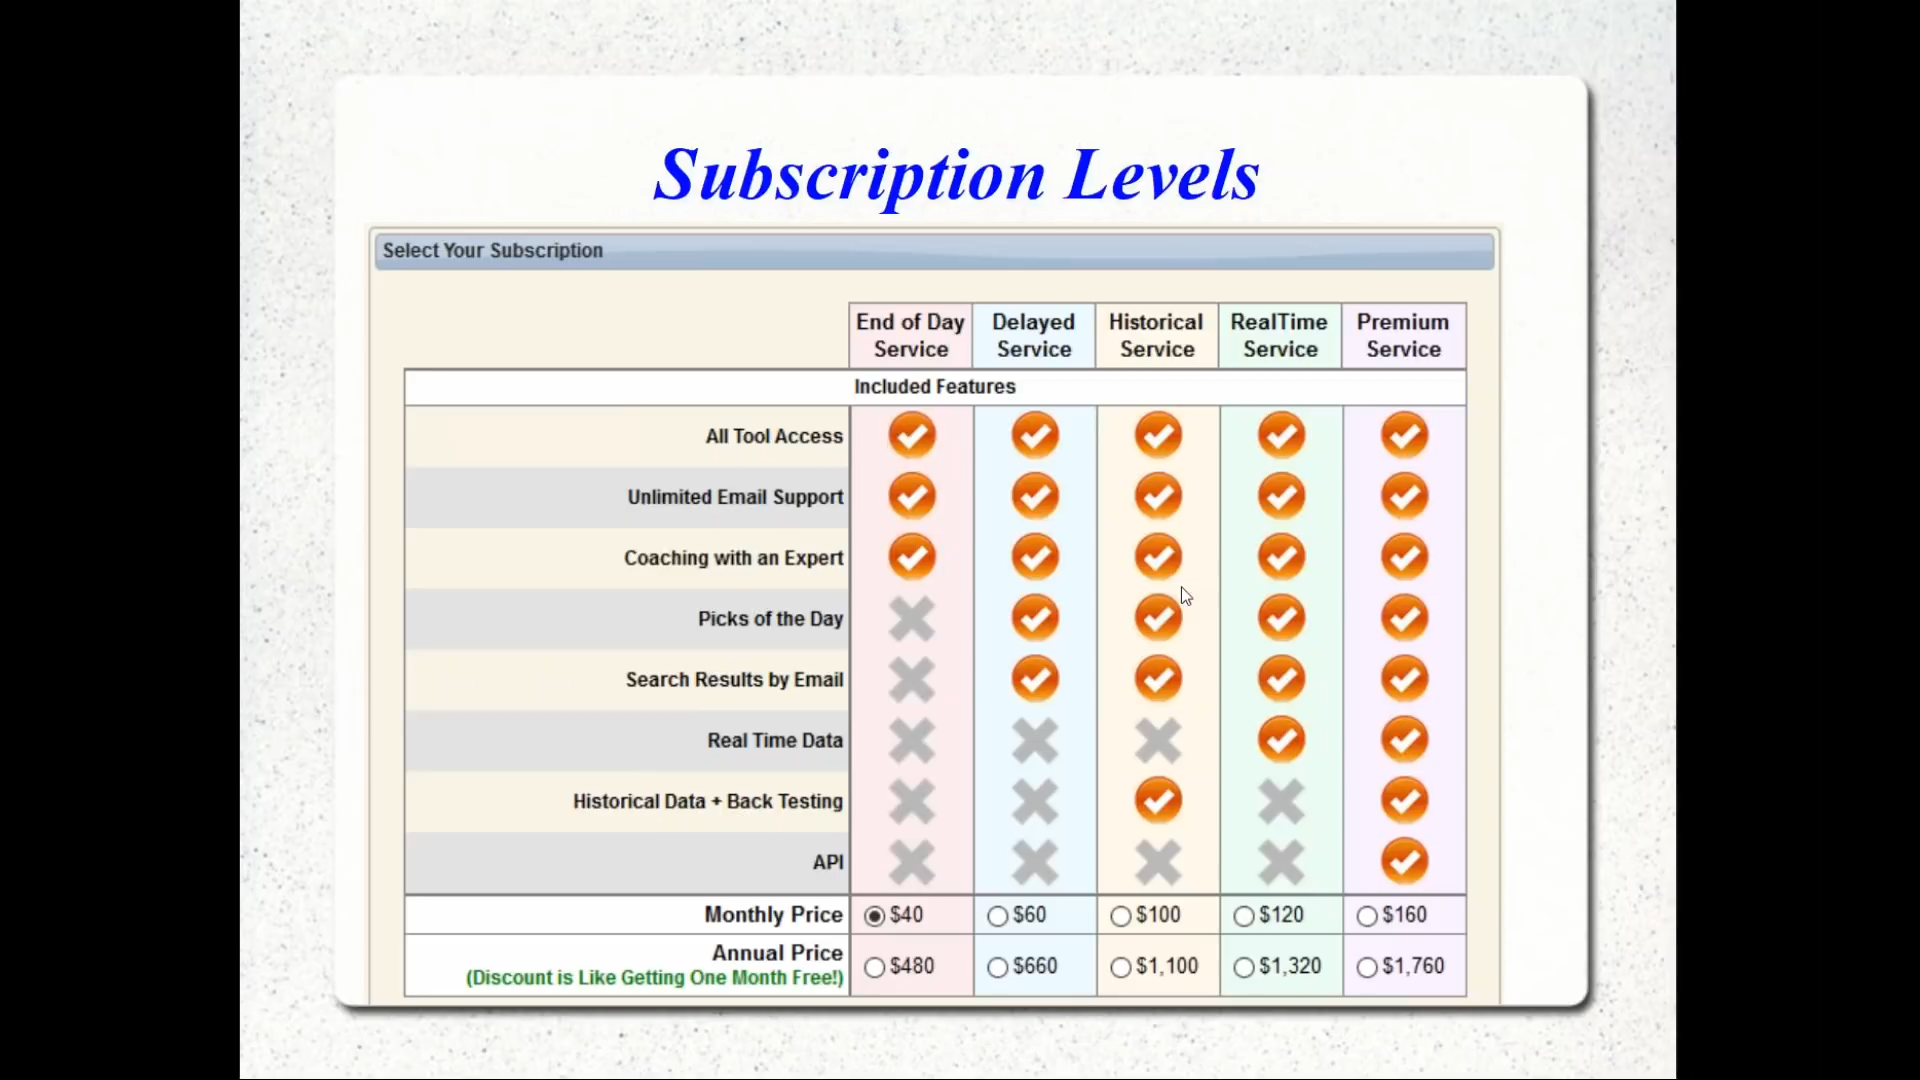 Subscription Levels
Select Your Subscription
End of Day Service
Delayed Service
Historical Service
RealTime Service
Premium Service
Included Features
All Tool Access
Unlimited Email Support
Coaching with an Expert
Picks of the Day
Search Results by Email
Real Time Data
Historical Data + Back Testing
API
Monthly Price $40 $60 $100 $120 $160
Annual Price
(Discount is Like Getting One Month Free!) $480 $660 $1,100 $1,320 $1,760